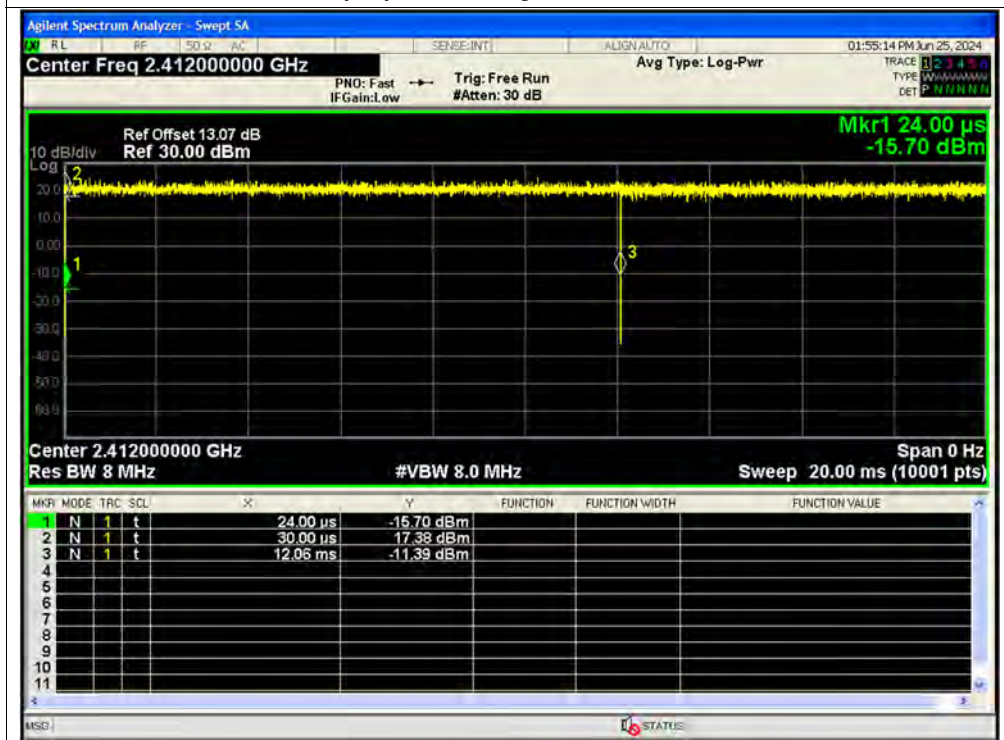 Agilent Spectrum Analyzer - Swept SA
RL RF 50 Ω AC SENSE:INT ALIGN AUTO 01:55:14 PM Jun 25, 2024
Center Freq 2.412000000 GHz
PNO: Fast Trig: Free Run
IFGain:Low #Atten: 30 dB
Avg Type: Log-Pwr
TRACE 1 2 3 4 5 6
TYPE W
DET P N N N N N
Ref Offset 13.07 dB
10 dB/div Ref 30.00 dBm
Log
Mkr1 24.00 µs
-15.70 dBm
20.0
10.0
0.00
-10.0
-20.0
-30.0
-40.0
-50.0
-60.0
2
1
3
Center 2.412000000 GHz Span 0 Hz
Res BW 8 MHz #VBW 8.0 MHz Sweep 20.00 ms (10001 pts)
MKR MODE TRC SCL X Y FUNCTION FUNCTION WIDTH FUNCTION VALUE
1 N 1 t 24.00 µs -15.70 dBm
2 N 1 t 30.00 µs 17.38 dBm
3 N 1 t 12.06 ms -11.39 dBm
4
5
6
7
8
9
10
11
MSG STATUS